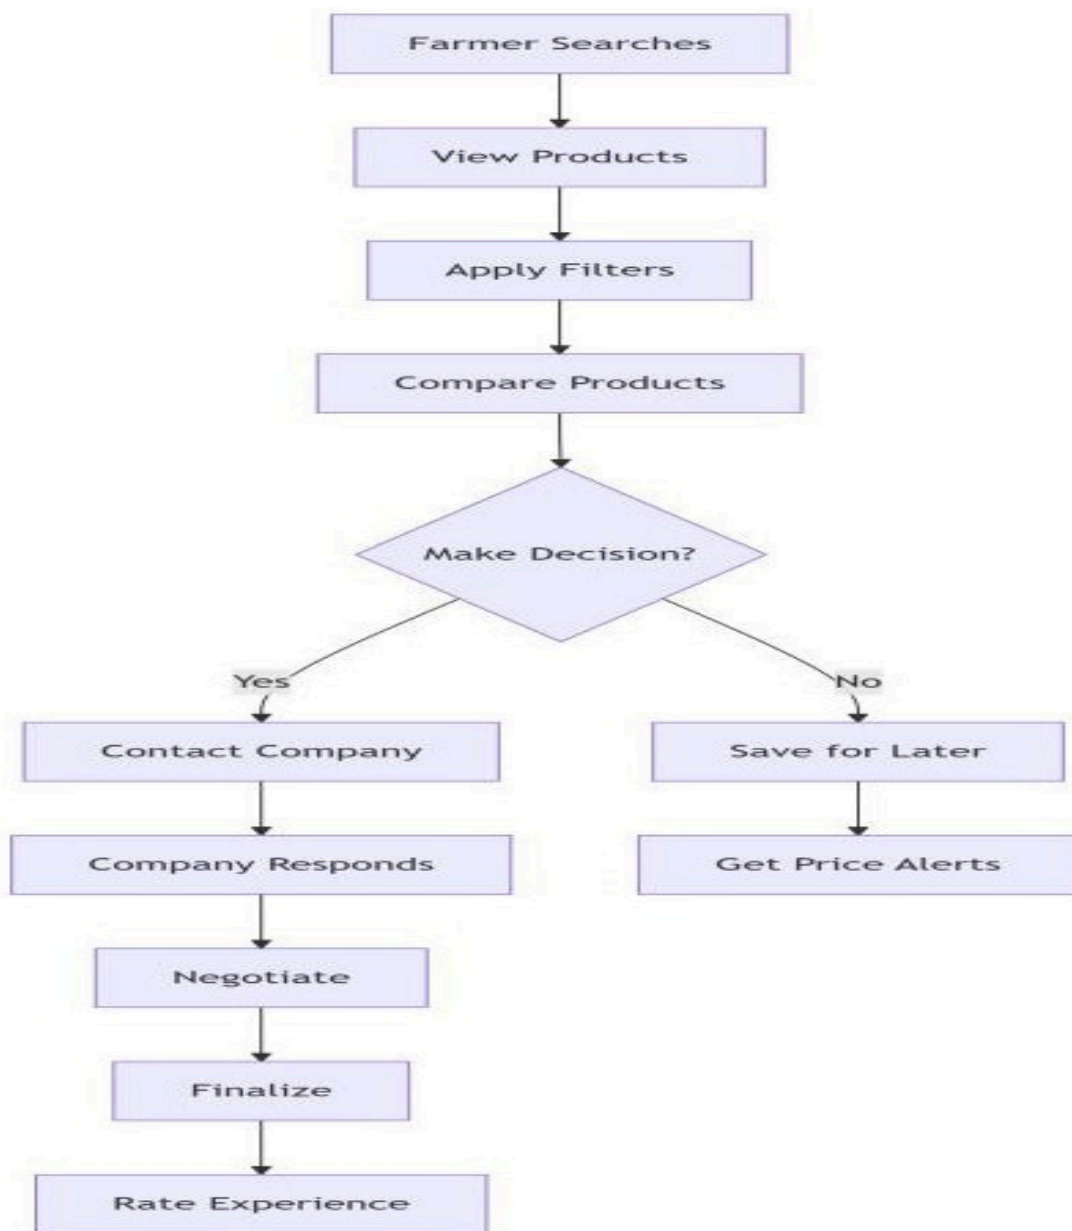 Farmer Searches
View Products
Apply Filters
Compare Products
Make Decision?
Yes
No
Contact Company
Save for Later
Company Responds
Get Price Alerts
Negotiate
Finalize
Rate Experience